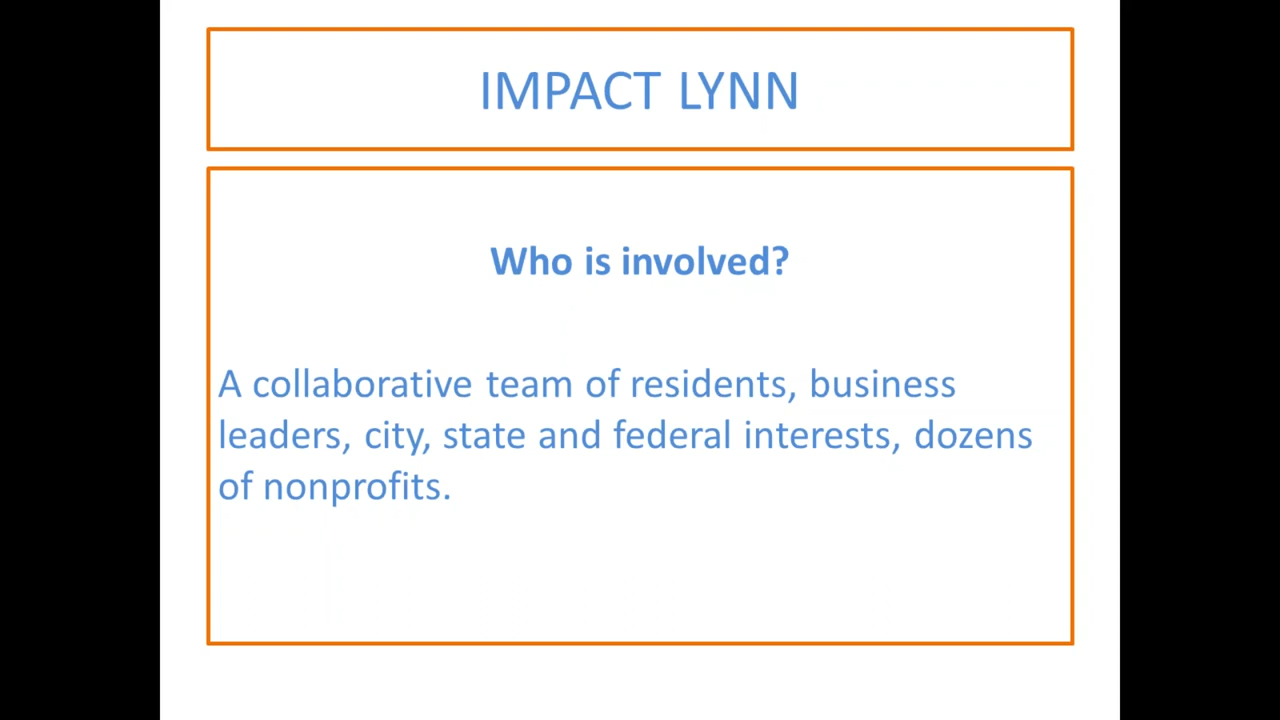 IMPACT LYNN
Who is involved?
A collaborative team of residents, business
leaders, city, state and federal interests, dozens
of nonprofits.